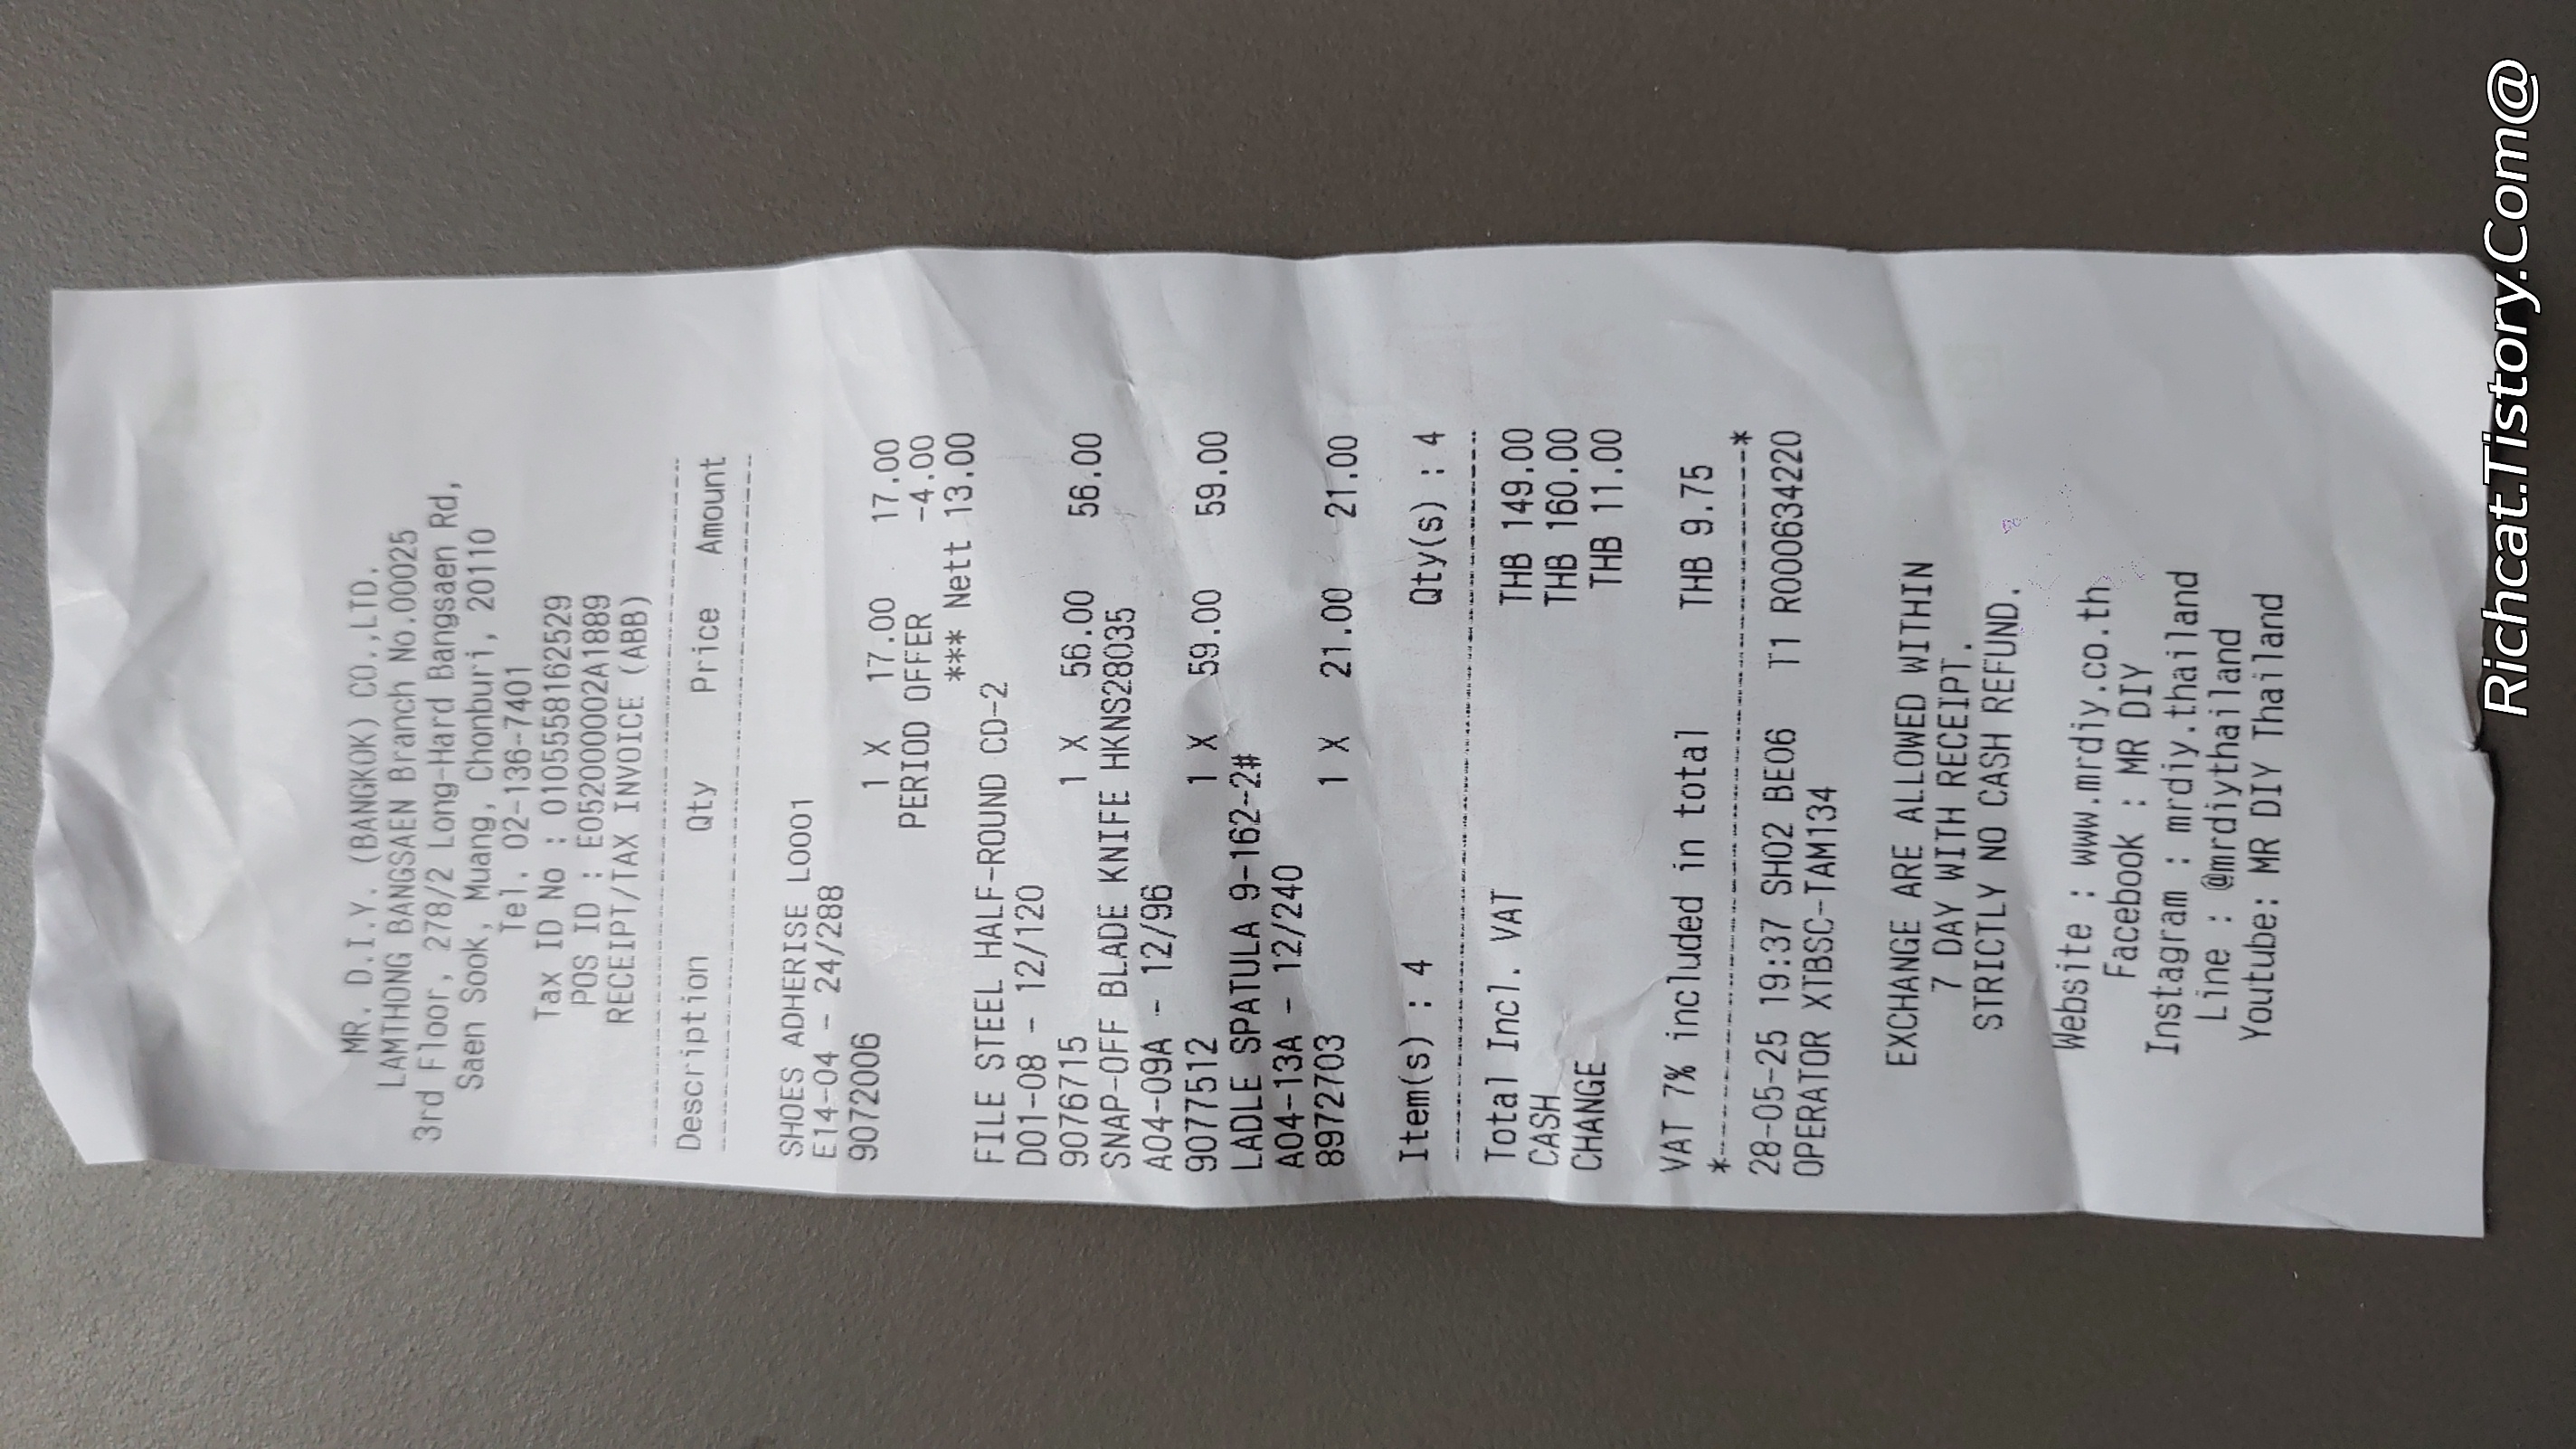 MR. D.I.Y. (BANGKOK) CO.,LTD.
LAMTHONG BANGSAEN Branch No.00025
3rd Floor, 278/2 Long-Hard Bangsaen Rd,
Saen Sook, Muang, Chonburi, 20110
Tel. 02-136-7401
Tax ID No : 0105558162529
POS ID : E052000002A1889
RECEIPT/TAX INVOICE (ABB)
Description Qty Price Amount
SHOES ADHERISE L0001
E14-04 - 24/288
9072006 1 X 17.00 17.00
PERIOD OFFER -4.00
*** Nett 13.00
FILE STEEL HALF-ROUND CD-2
D01-08 - 12/120
9076715 1 X 56.00 56.00
SNAP-OFF BLADE KNIFE HKNS28035
A04-09A - 12/96
9077512 1 X 59.00 59.00
LADLE SPATULA 9-162-2#
A04-13A - 12/240
8972703 1 X 21.00 21.00
Item(s) : 4 Qty(s) : 4
Total Incl. VAT THB 149.00
CASH THB 160.00
CHANGE THB 11.00
VAT 7% included in total THB 9.75
*--------------------------------------*
28-05-25 19:37 SH02 BE06 T1 R000634220
OPERATOR XTBSC-TAM134
EXCHANGE ARE ALLOWED WITHIN
7 DAY WITH RECEIPT.
STRICTLY NO CASH REFUND.
Website : www.mrdiy.co.th
Facebook : MR DIY
Instagram : mrdiy.thailand
Line : @mrdiythailand
Youtube: MR DIY Thailand
Richcat.Tistory.Com@